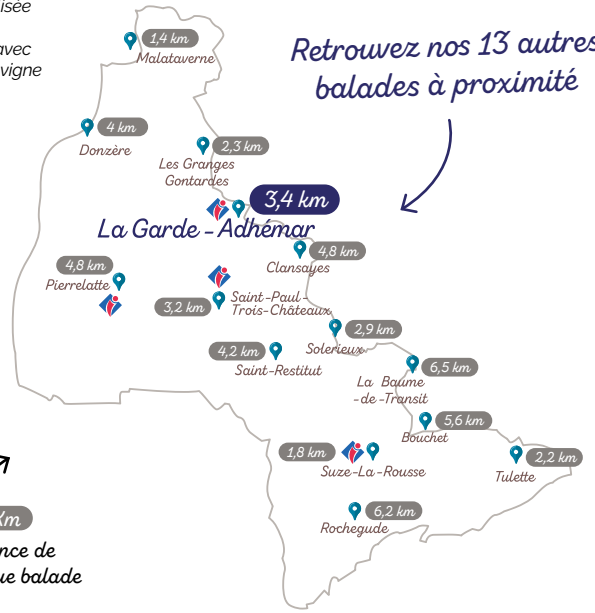 avec
vigne
Retrouvez nos 13 autres
balades à proximité
1,4 km
Malataverne
4 km
Donzère
2,3 km
Les Granges
Gontardes
3,4 km
La Garde - Adhémar
4,8 km
Clansayes
4,8 km
Pierrelatte
3,2 km
Saint-Paul-
Trois-Châteaux
2,9 km
Solerieux
4,2 km
Saint-Restitut
6,5 km
La Baume
-de-Transit
5,6 km
Bouchet
1,8 km
Suze-La-Rousse
2,2 km
Tulette
6,2 km
Rochegude
Km
de
balade